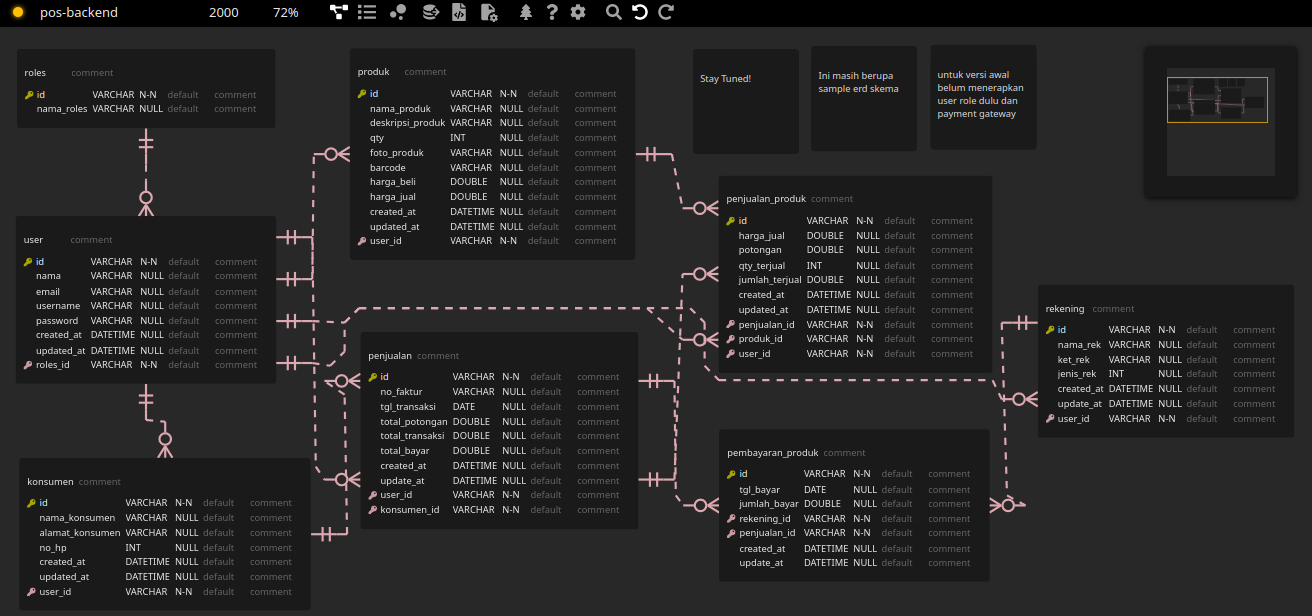 pos-backend 2000 72%
roles comment
id VARCHAR N-N default comment
nama_roles VARCHAR NULL default comment
user comment
id VARCHAR N-N default comment
nama VARCHAR NULL default comment
email VARCHAR NULL default comment
username VARCHAR NULL default comment
password VARCHAR NULL default comment
created_at DATETIME NULL default comment
updated_at DATETIME NULL default comment
roles_id VARCHAR N-N default comment
konsumen comment
id VARCHAR N-N default comment
nama_konsumen VARCHAR NULL default comment
alamat_konsumen VARCHAR NULL default comment
no_hp INT NULL default comment
created_at DATETIME NULL default comment
updated_at DATETIME NULL default comment
user_id VARCHAR N-N default comment
produk comment
id VARCHAR N-N default comment
nama_produk VARCHAR NULL default comment
deskripsi_produk VARCHAR NULL default comment
qty INT NULL default comment
foto_produk VARCHAR NULL default comment
barcode VARCHAR NULL default comment
harga_beli DOUBLE NULL default comment
harga_jual DOUBLE NULL default comment
created_at DATETIME NULL default comment
updated_at DATETIME NULL default comment
user_id VARCHAR N-N default comment
penjualan comment
id VARCHAR N-N default comment
no_faktur VARCHAR NULL default comment
tgl_transaksi DATE NULL default comment
total_potongan DOUBLE NULL default comment
total_transaksi DOUBLE NULL default comment
total_bayar DOUBLE NULL default comment
created_at DATETIME NULL default comment
update_at DATETIME NULL default comment
user_id VARCHAR N-N default comment
konsumen_id VARCHAR N-N default comment
Stay Tuned!
Ini masih berupa
sample erd skema
untuk versi awal
belum menerapkan
user role dulu dan
payment gateway
penjualan_produk comment
id VARCHAR N-N default comment
harga_jual DOUBLE NULL default comment
potongan DOUBLE NULL default comment
qty_terjual INT NULL default comment
jumlah_terjual DOUBLE NULL default comment
created_at DATETIME NULL default comment
updated_at DATETIME NULL default comment
penjualan_id VARCHAR N-N default comment
produk_id VARCHAR N-N default comment
user_id VARCHAR N-N default comment
pembayaran_produk comment
id VARCHAR N-N default comment
tgl_bayar DATE NULL default comment
jumlah_bayar DOUBLE NULL default comment
rekening_id VARCHAR N-N default comment
penjualan_id VARCHAR N-N default comment
created_at DATETIME NULL default comment
update_at DATETIME NULL default comment
rekening comment
id VARCHAR N-N default comment
nama_rek VARCHAR NULL default comment
ket_rek VARCHAR NULL default comment
jenis_rek INT NULL default comment
created_at DATETIME NULL default comment
update_at DATETIME NULL default comment
user_id VARCHAR N-N default comment